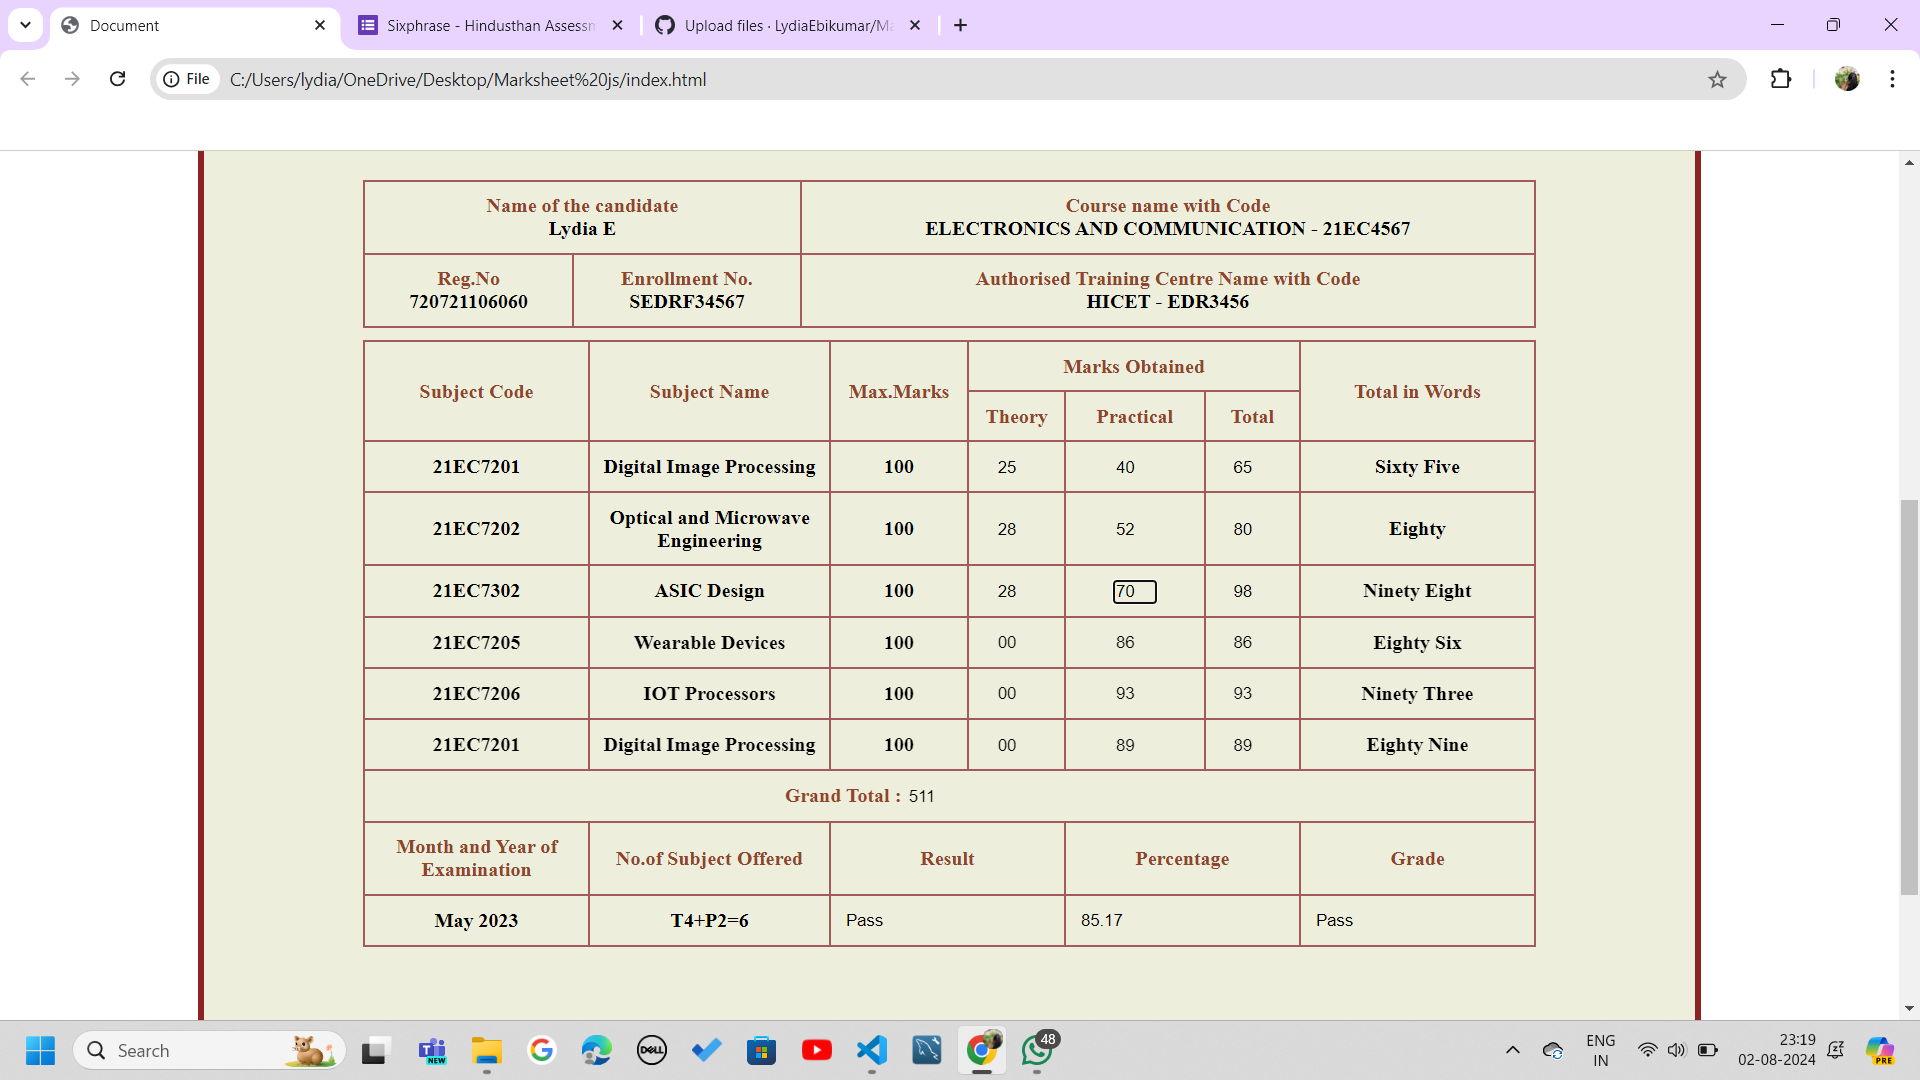 Document
Sixphrase - Hindusthan Assessm
Upload files · LydiaEbikumar/Ma
File
C:/Users/lydia/OneDrive/Desktop/Marksheet%20js/index.html
Name of the candidate
Lydia E
Course name with Code
ELECTRONICS AND COMMUNICATION - 21EC4567
Reg.No
720721106060
Enrollment No.
SEDRF34567
Authorised Training Centre Name with Code
HICET - EDR3456
Subject Code Subject Name Max.Marks Marks Obtained Total in Words
Theory Practical Total
21EC7201 Digital Image Processing 100 25 40 65 Sixty Five
21EC7202 Optical and Microwave Engineering 100 28 52 80 Eighty
21EC7302 ASIC Design 100 28 70 98 Ninety Eight
21EC7205 Wearable Devices 100 00 86 86 Eighty Six
21EC7206 IOT Processors 100 00 93 93 Ninety Three
21EC7201 Digital Image Processing 100 00 89 89 Eighty Nine
Grand Total : 511
Month and Year of Examination No.of Subject Offered Result Percentage Grade
May 2023 T4+P2=6 Pass 85.17 Pass
Search
NEW
DELL
48
ENG
IN
23:19
02-08-2024
PRE